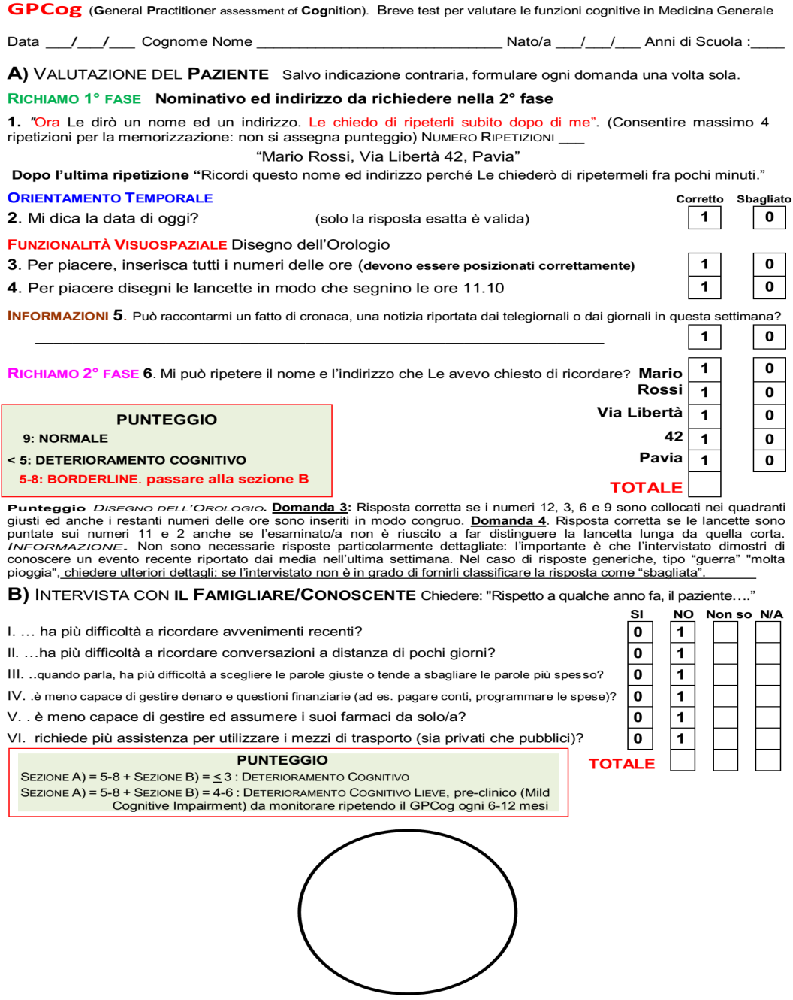 GPCog (General Practitioner assessment of Cognition). Breve test per valutare le funzioni cognitive in Medicina Generale
Data ___/___/___ Cognome Nome ______________________________ Nato/a ___/___/___ Anni di Scuola :____
A) VALUTAZIONE DEL PAZIENTE Salvo indicazione contraria, formulare ogni domanda una volta sola.
RICHIAMO 1° FASE Nominativo ed indirizzo da richiedere nella 2° fase
1. "Ora Le dirò un nome ed un indirizzo. Le chiedo di ripeterli subito dopo di me”. (Consentire massimo 4
ripetizioni per la memorizzazione: non si assegna punteggio) NUMERO RIPETIZIONI ___
“Mario Rossi, Via Libertà 42, Pavia”
Dopo l’ultima ripetizione “Ricordi questo nome ed indirizzo perché Le chiederò di ripetermeli fra pochi minuti.”
ORIENTAMENTO TEMPORALE Corretto Sbagliato
2. Mi dica la data di oggi? (solo la risposta esatta è valida) 1 0
FUNZIONALITÀ VISUOSPAZIALE Disegno dell’Orologio
3. Per piacere, inserisca tutti i numeri delle ore (devono essere posizionati correttamente) 1 0
4. Per piacere disegni le lancette in modo che segnino le ore 11.10 1 0
INFORMAZIONI 5. Può raccontarmi un fatto di cronaca, una notizia riportata dai telegiornali o dai giornali in questa settimana?
1 0
RICHIAMO 2° FASE 6. Mi può ripetere il nome e l’indirizzo che Le avevo chiesto di ricordare? Mario 1 0
Rossi 1 0
Via Libertà 1 0
42 1 0
Pavia 1 0
TOTALE
PUNTEGGIO
9: NORMALE
< 5: DETERIORAMENTO COGNITIVO
5-8: BORDERLINE. passare alla sezione B
Punteggio DISEGNO DELL'OROLOGIO. Domanda 3: Risposta corretta se i numeri 12, 3, 6 e 9 sono collocati nei quadranti
giusti ed anche i restanti numeri delle ore sono inseriti in modo congruo. Domanda 4. Risposta corretta se le lancette sono
puntate sui numeri 11 e 2 anche se l’esaminato/a non è riuscito a far distinguere la lancetta lunga da quella corta.
INFORMAZIONE. Non sono necessarie risposte particolarmente dettagliate: l’importante è che l’intervistato dimostri di
conoscere un evento recente riportato dai media nell’ultima settimana. Nel caso di risposte generiche, tipo “guerra” "molta
pioggia", chiedere ulteriori dettagli: se l’intervistato non è in grado di fornirli classificare la risposta come “sbagliata”.
B) INTERVISTA CON IL FAMIGLIARE/CONOSCENTE Chiedere: "Rispetto a qualche anno fa, il paziente….”
SI NO Non so N/A
I. … ha più difficoltà a ricordare avvenimenti recenti? 0 1
II. …ha più difficoltà a ricordare conversazioni a distanza di pochi giorni? 0 1
III. ..quando parla, ha più difficoltà a scegliere le parole giuste o tende a sbagliare le parole più spesso? 0 1
IV. .è meno capace di gestire denaro e questioni finanziarie (ad es. pagare conti, programmare le spese)? 0 1
V. . è meno capace di gestire ed assumere i suoi farmaci da solo/a? 0 1
VI. richiede più assistenza per utilizzare i mezzi di trasporto (sia privati che pubblici)? 0 1
TOTALE
PUNTEGGIO
SEZIONE A) = 5-8 + SEZIONE B) = ≤ 3 : DETERIORAMENTO COGNITIVO
SEZIONE A) = 5-8 + SEZIONE B) = 4-6 : DETERIORAMENTO COGNITIVO LIEVE, pre-clinico (Mild
Cognitive Impairment) da monitorare ripetendo il GPCog ogni 6-12 mesi